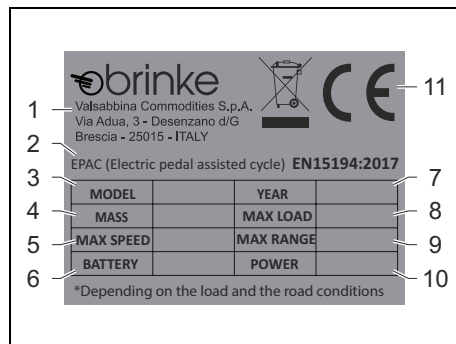 brinke
CE
Valsabbina Commodities S.p.A.
Via Adua, 3 - Desenzano d/G
Brescia - 25015 - ITALY
EPAC (Electric pedal assisted cycle) EN15194:2017
MODEL YEAR
MASS MAX LOAD
MAX SPEED MAX RANGE
BATTERY POWER
*Depending on the load and the road conditions
1
2
3
4
5
6
7
8
9
10
11